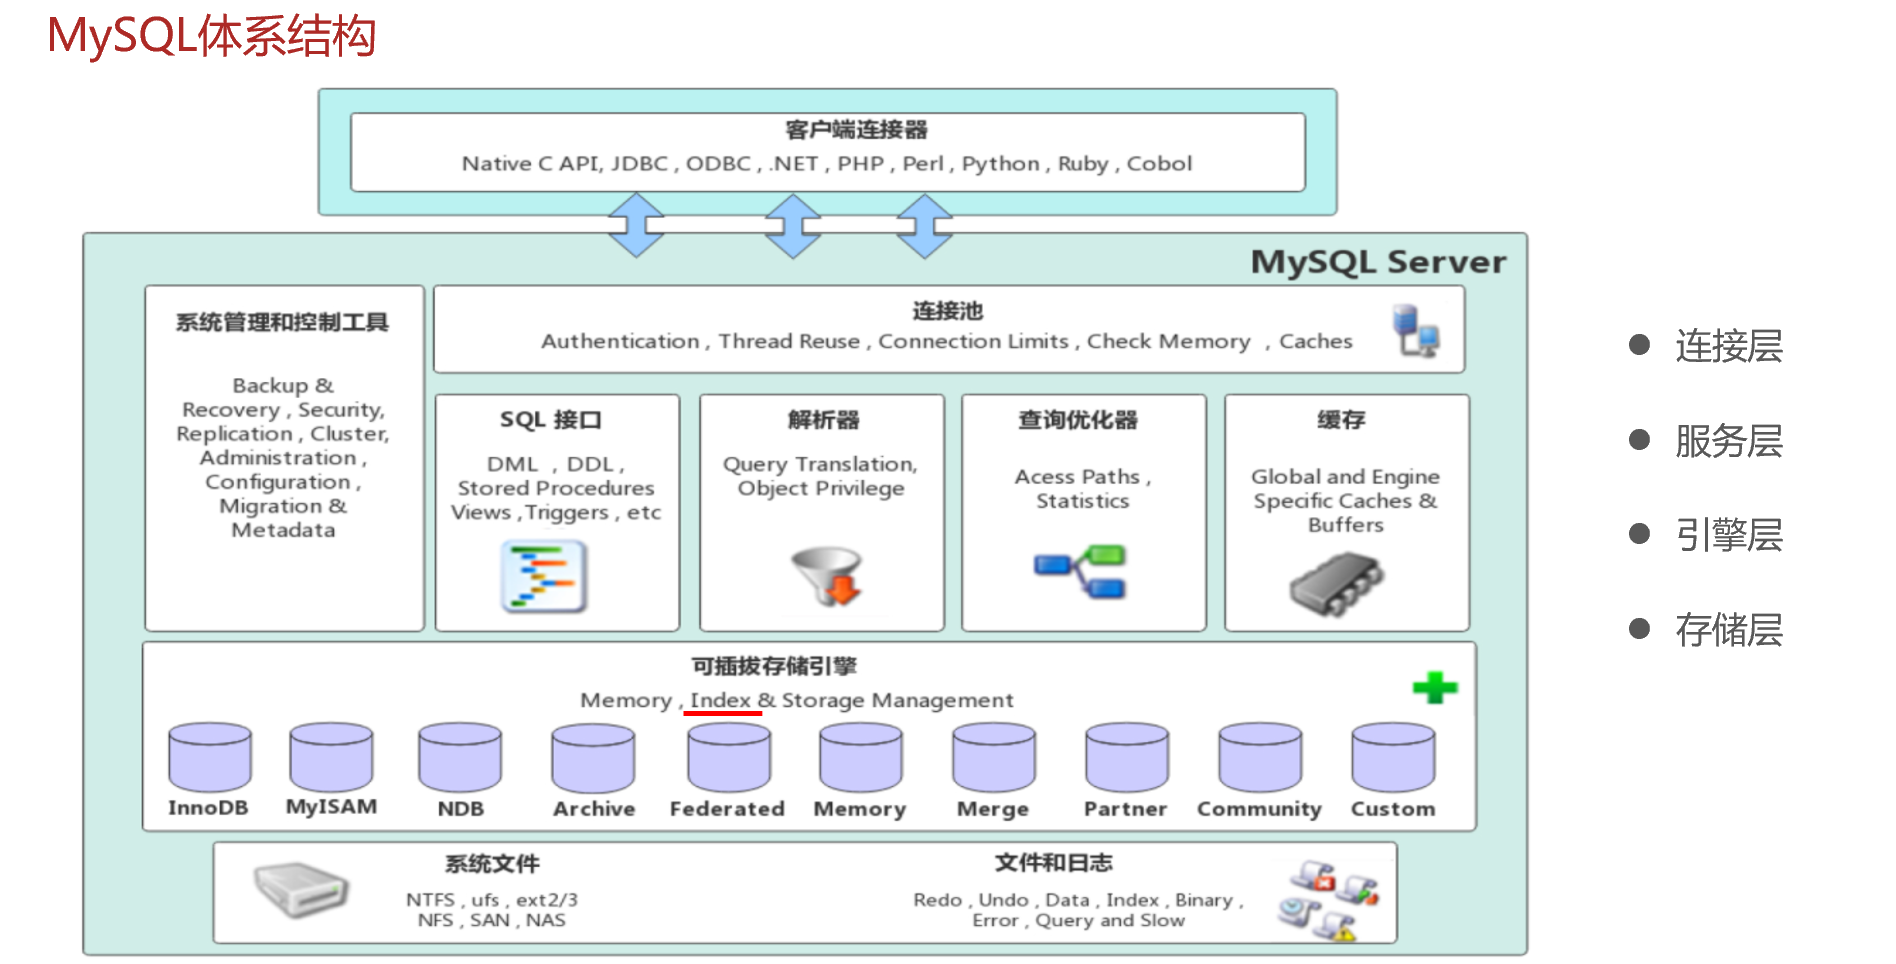 MySQL体系结构
客户端连接器
Native C API, JDBC , ODBC , .NET , PHP , Perl , Python , Ruby , Cobol
MySQL Server
系统管理和控制工具
Backup &
Recovery , Security,
Replication , Cluster,
Administration ,
Configuration ,
Migration &
Metadata
连接池
Authentication , Thread Reuse , Connection Limits , Check Memory , Caches
SQL 接口
DML , DDL ,
Stored Procedures
Views ,Triggers , etc
解析器
Query Translation,
Object Privilege
查询优化器
Acess Paths ,
Statistics
缓存
Global and Engine
Specific Caches &
Buffers
可插拔存储引擎
Memory , Index & Storage Management
InnoDB MyISAM NDB Archive Federated Memory Merge Partner Community Custom
系统文件
NTFS , ufs , ext2/3
NFS , SAN , NAS
文件和日志
Redo , Undo , Data , Index , Binary ,
Error , Query and Slow
● 连接层
● 服务层
● 引擎层
● 存储层